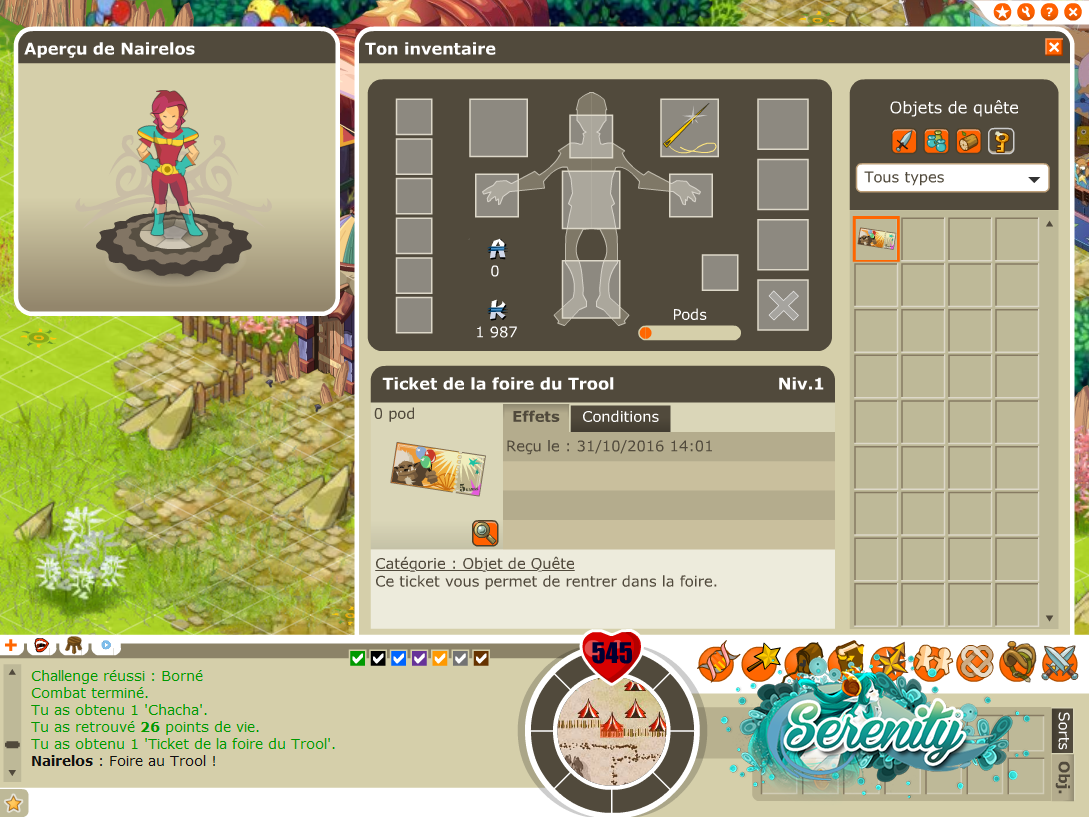 Aperçu de Nairelos
Ton inventaire
0
1 987
Pods
Objets de quête
Tous types
Ticket de la foire du Trool
Niv.1
0 pod
Effets
Conditions
Reçu le : 31/10/2016 14:01
5
Catégorie : Objet de Quête
Ce ticket vous permet de rentrer dans la foire.
Challenge réussi : Borné
Combat terminé.
Tu as obtenu 1 'Chacha'.
Tu as retrouvé 26 points de vie.
Tu as obtenu 1 'Ticket de la foire du Trool'.
Nairelos : Foire au Trool !
545
Serenity
Sorts
Obj.